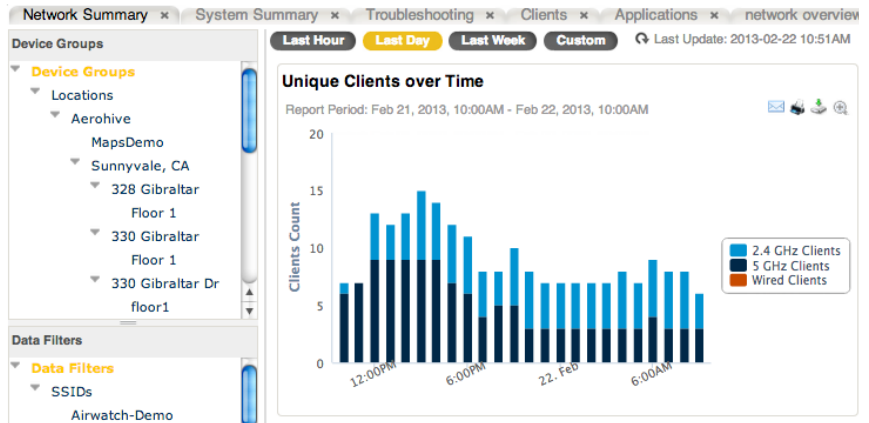 Network Summary × System Summary × Troubleshooting × Clients × Applications × network overview
Device Groups
Device Groups
Locations
Aerohive
MapsDemo
Sunnyvale, CA
328 Gibraltar
Floor 1
330 Gibraltar
Floor 1
330 Gibraltar Dr
floor1
Data Filters
Data Filters
SSIDs
Airwatch-Demo
Last Hour Last Day Last Week Custom Last Update: 2013-02-22 10:51AM
Unique Clients over Time
Report Period: Feb 21, 2013, 10:00AM - Feb 22, 2013, 10:00AM
Clients Count
20
15
10
5
0
12:00PM 6:00PM 22. Feb 6:00AM
2.4 GHz Clients
5 GHz Clients
Wired Clients